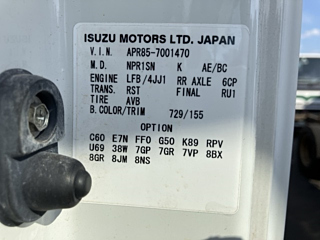 ISUZU MOTORS LTD. JAPAN
V.I.N. APR85-7001470
M.D. NPR1SN K AE/BC
ENGINE LFB/4JJ1 RR AXLE 6CP
TRANS. RST FINAL RU1
TIRE AVB
B.COLOR/TRIM 729/155
OPTION
C60 E7N FF0 G50 K89 RPV
U69 38W 7GP 7GR 7VP 8BX
8GR 8JM 8NS